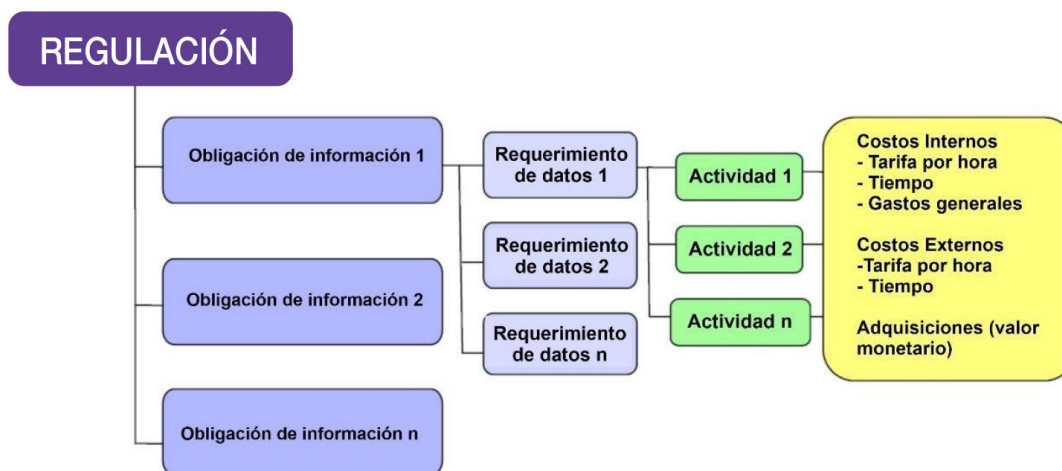 REGULACIÓN
Obligación de información 1
Obligación de información 2
Obligación de información n
Requerimiento
de datos 1
Requerimiento
de datos 2
Requerimiento
de datos n
Actividad 1
Actividad 2
Actividad n
Costos Internos
- Tarifa por hora
- Tiempo
- Gastos generales
Costos Externos
-Tarifa por hora
- Tiempo
Adquisiciones (valor
monetario)